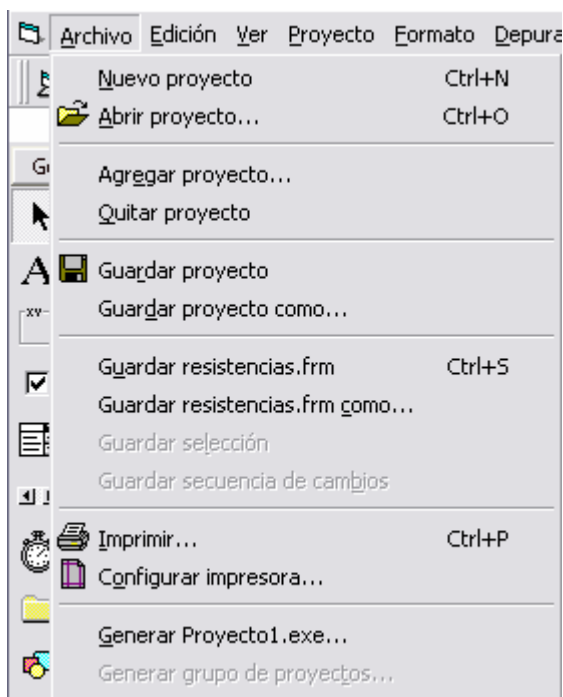 Archivo Edición Ver Proyecto Formato Depura
Nuevo proyecto Ctrl+N
Abrir proyecto... Ctrl+O
Agregar proyecto...
Quitar proyecto
Guardar proyecto
Guardar proyecto como...
Guardar resistencias.frm Ctrl+S
Guardar resistencias.frm como...
Guardar selección
Guardar secuencia de cambios
Imprimir... Ctrl+P
Configurar impresora...
Generar Proyecto1.exe...
Generar grupo de proyectos...